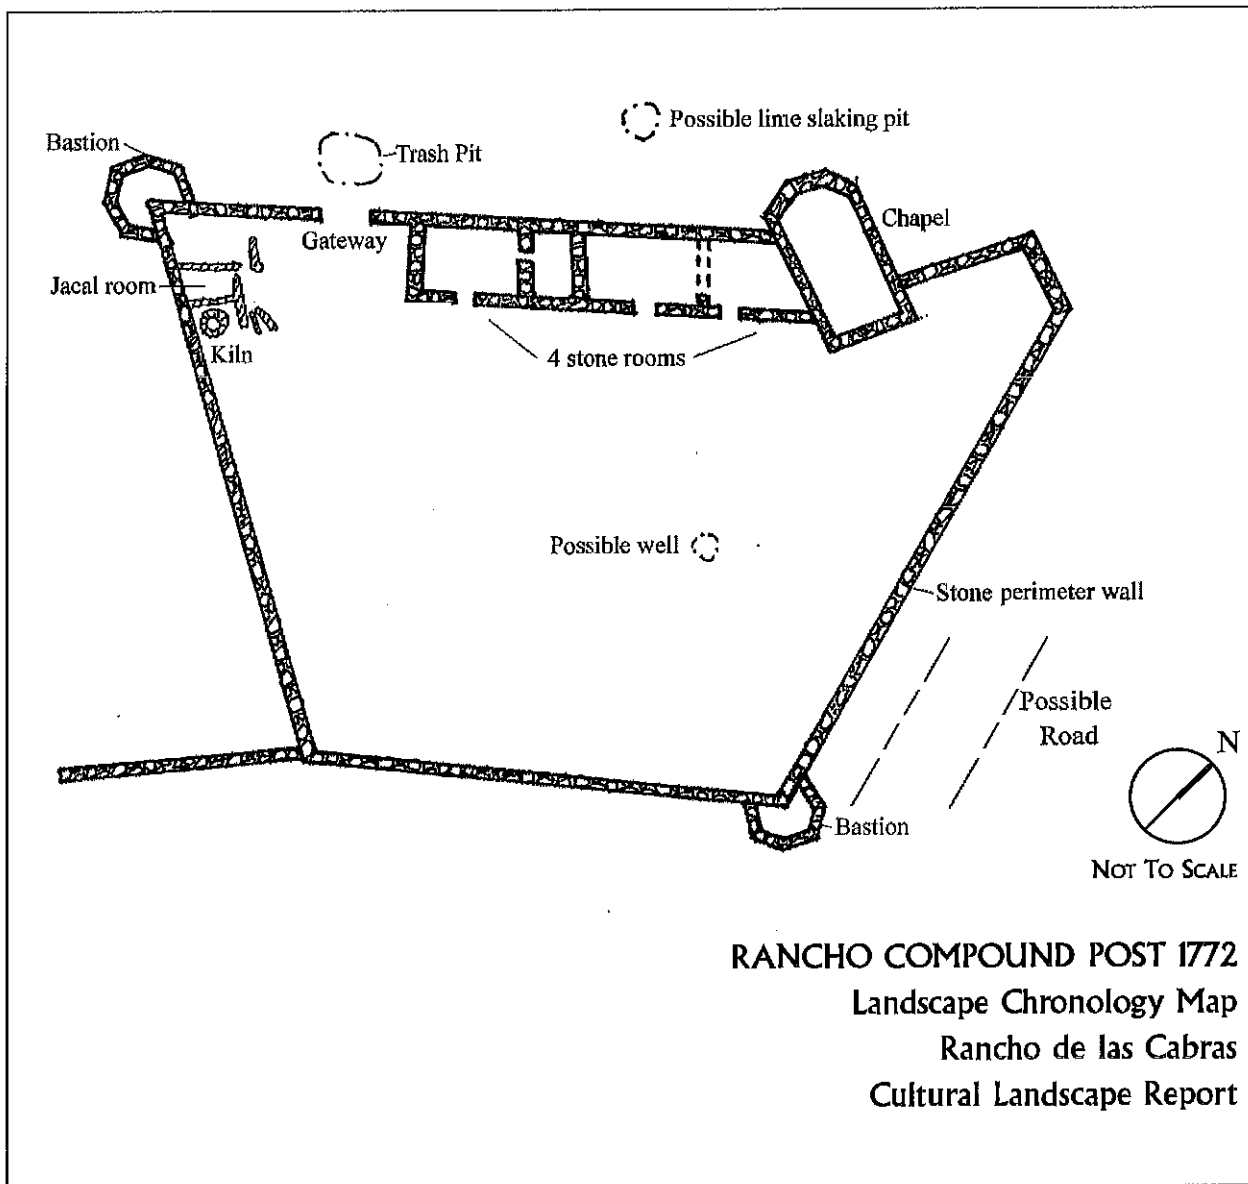 Possible lime slaking pit
Bastion
Trash Pit
Chapel
Gateway
Jacal room
Kiln
4 stone rooms
Possible well
Stone perimeter wall
Possible
Road
N
Bastion
NOT TO SCALE
RANCHO COMPOUND POST 1772
Landscape Chronology Map
Rancho de las Cabras
Cultural Landscape Report